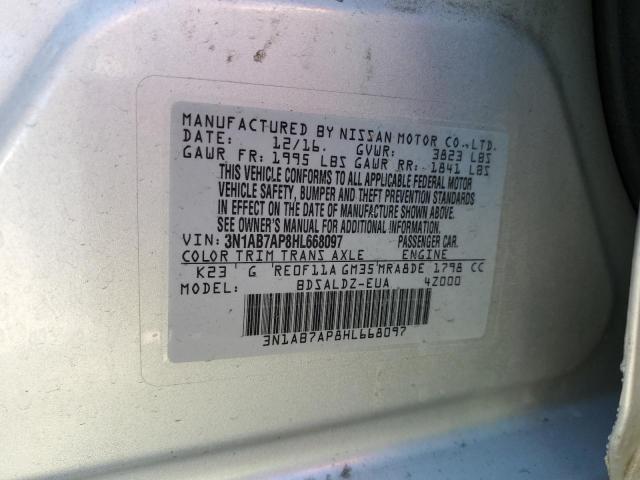 MANUFACTURED BY NISSAN MOTOR CO., LTD.
DATE: 12/16. GVWR: 3823 LBS
GAWR FR: 1995 LBS GAWR RR: 1841 LBS
THIS VEHICLE CONFORMS TO ALL APPLICABLE FEDERAL MOTOR
VEHICLE SAFETY, BUMPER AND THEFT PREVENTION STANDARDS
IN EFFECT ON THE DATE OF MANUFACTURE SHOWN ABOVE.
SEE OWNER'S MANUAL FOR ADDITIONAL INFORMATION.
VIN: 3N1AB7AP8HL668097 PASSENGER CAR.
COLOR TRIM TRANS AXLE ENGINE
K23 G RE0F11A GM35 MRA8DE 1798 CC
MODEL: BDSALDZ-EUA 4Z000
3N1AB7AP8HL668097